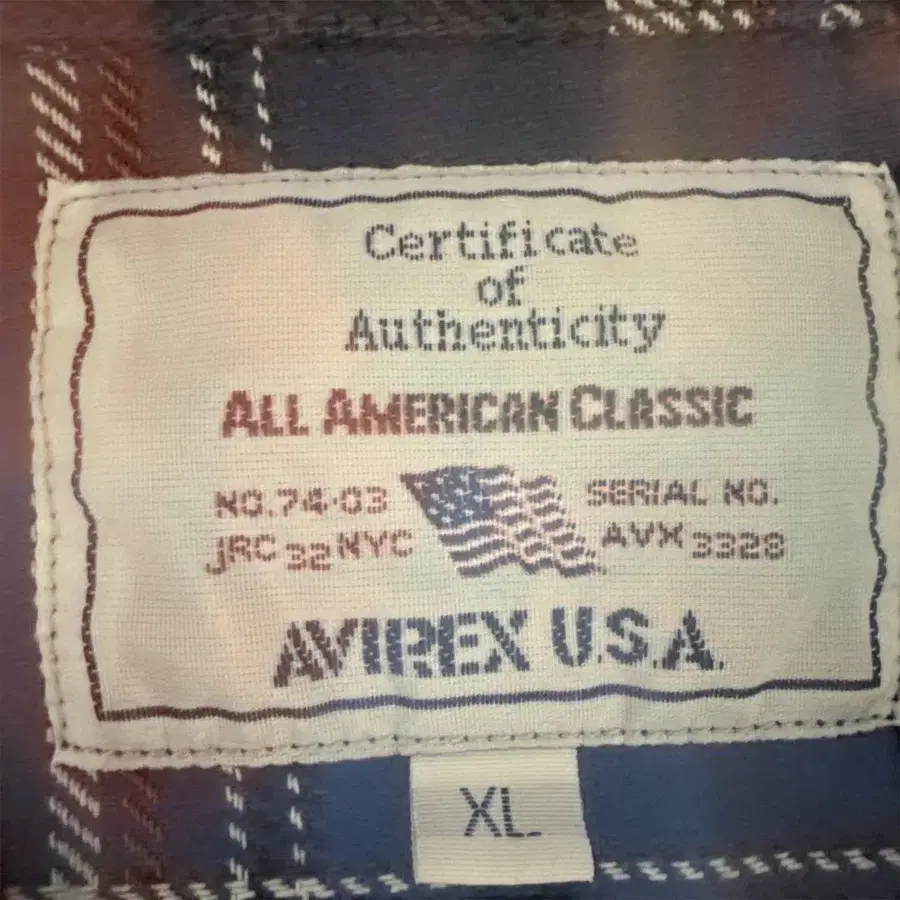 Certificate
of
Authenticity
ALL AMERICAN CLASSIC
NO.74-03
JRC 32 NYC
SERIAL NO.
AVX 3328
AVIREX U.S.A.
XL